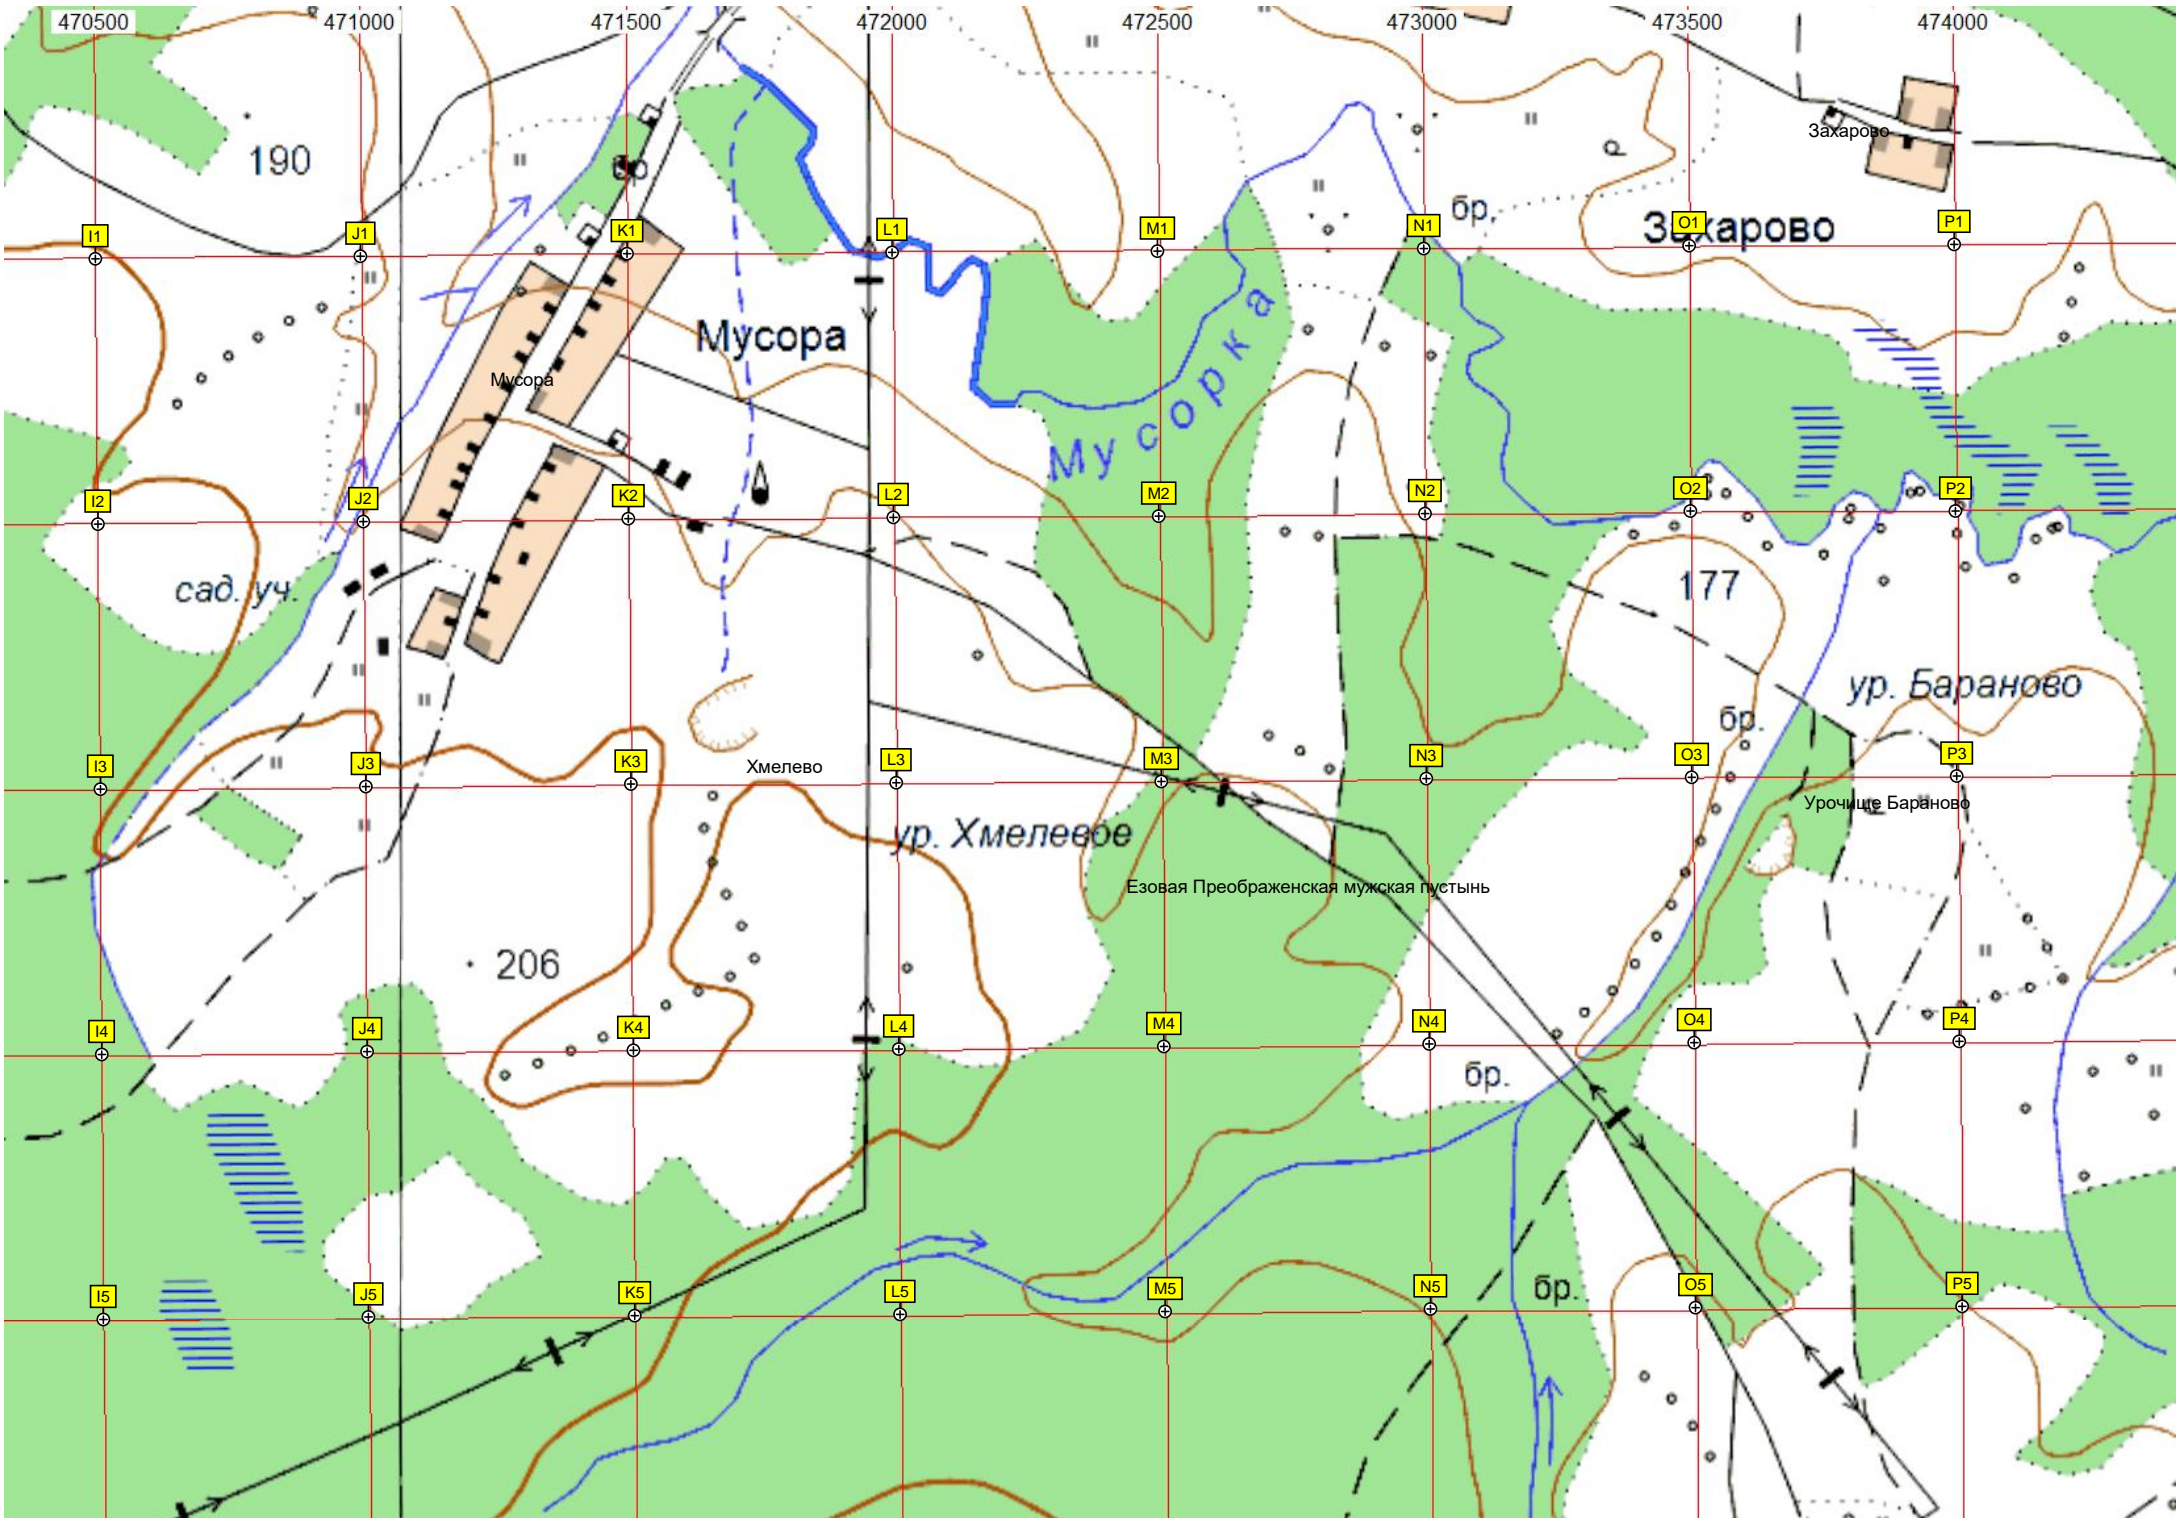 470500 471000 471500 472000 472500 473000 473500 474000
Захарово
190
бр.
Захарово
I1 J1 K1 L1 M1 N1 O1 P1
Мусора
Мусорка
Мусора
I2 J2 K2 L2 M2 N2 O2 P2
сад. уч.
177
ур. Бараново
бр.
I3 J3 K3 L3 M3 N3 O3 P3
Хмелево
Урочище Бараново
ур. Хмелевое
Езовая Преображенская мужская пустынь
206
I4 J4 K4 L4 M4 N4 O4 P4
бр.
I5 J5 K5 L5 M5 N5 O5 P5
бр.